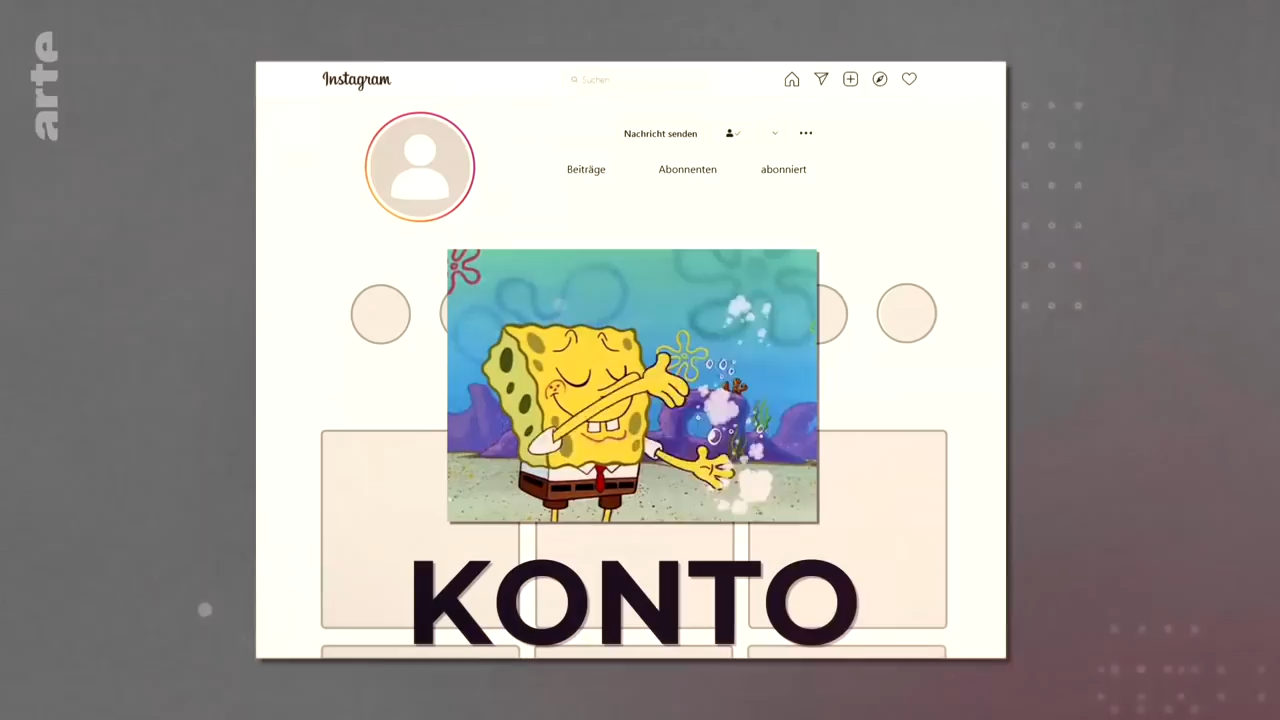 arte
Instagram
Suchen
Nachricht senden
Beiträge Abonnenten abonniert
KONTO